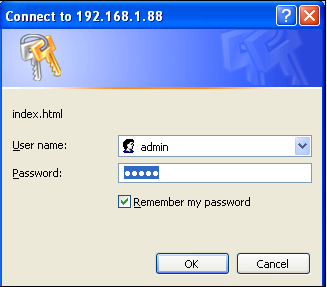 Connect to 192.168.1.88
index.html
User name: admin
Password: •••••
Remember my password
OK Cancel